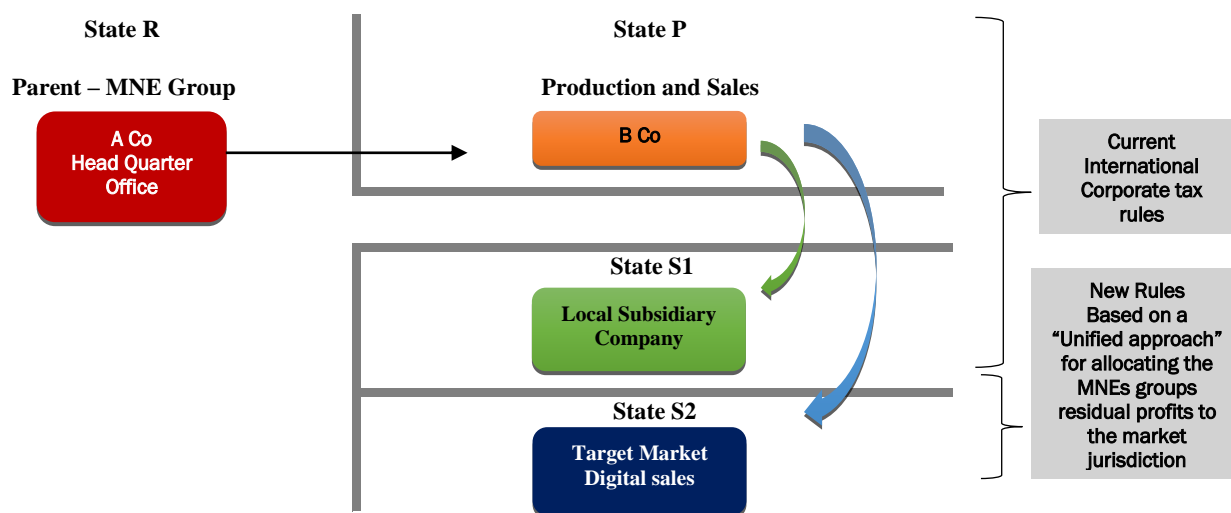 State R
State P
Parent – MNE Group
Production and Sales
A Co
Head Quarter
Office
B Co
Current
International
Corporate tax
rules
State S1
Local Subsidiary
Company
New Rules
Based on a
“Unified approach”
for allocating the
MNEs groups
residual profits to
the market
jurisdiction
State S2
Target Market
Digital sales